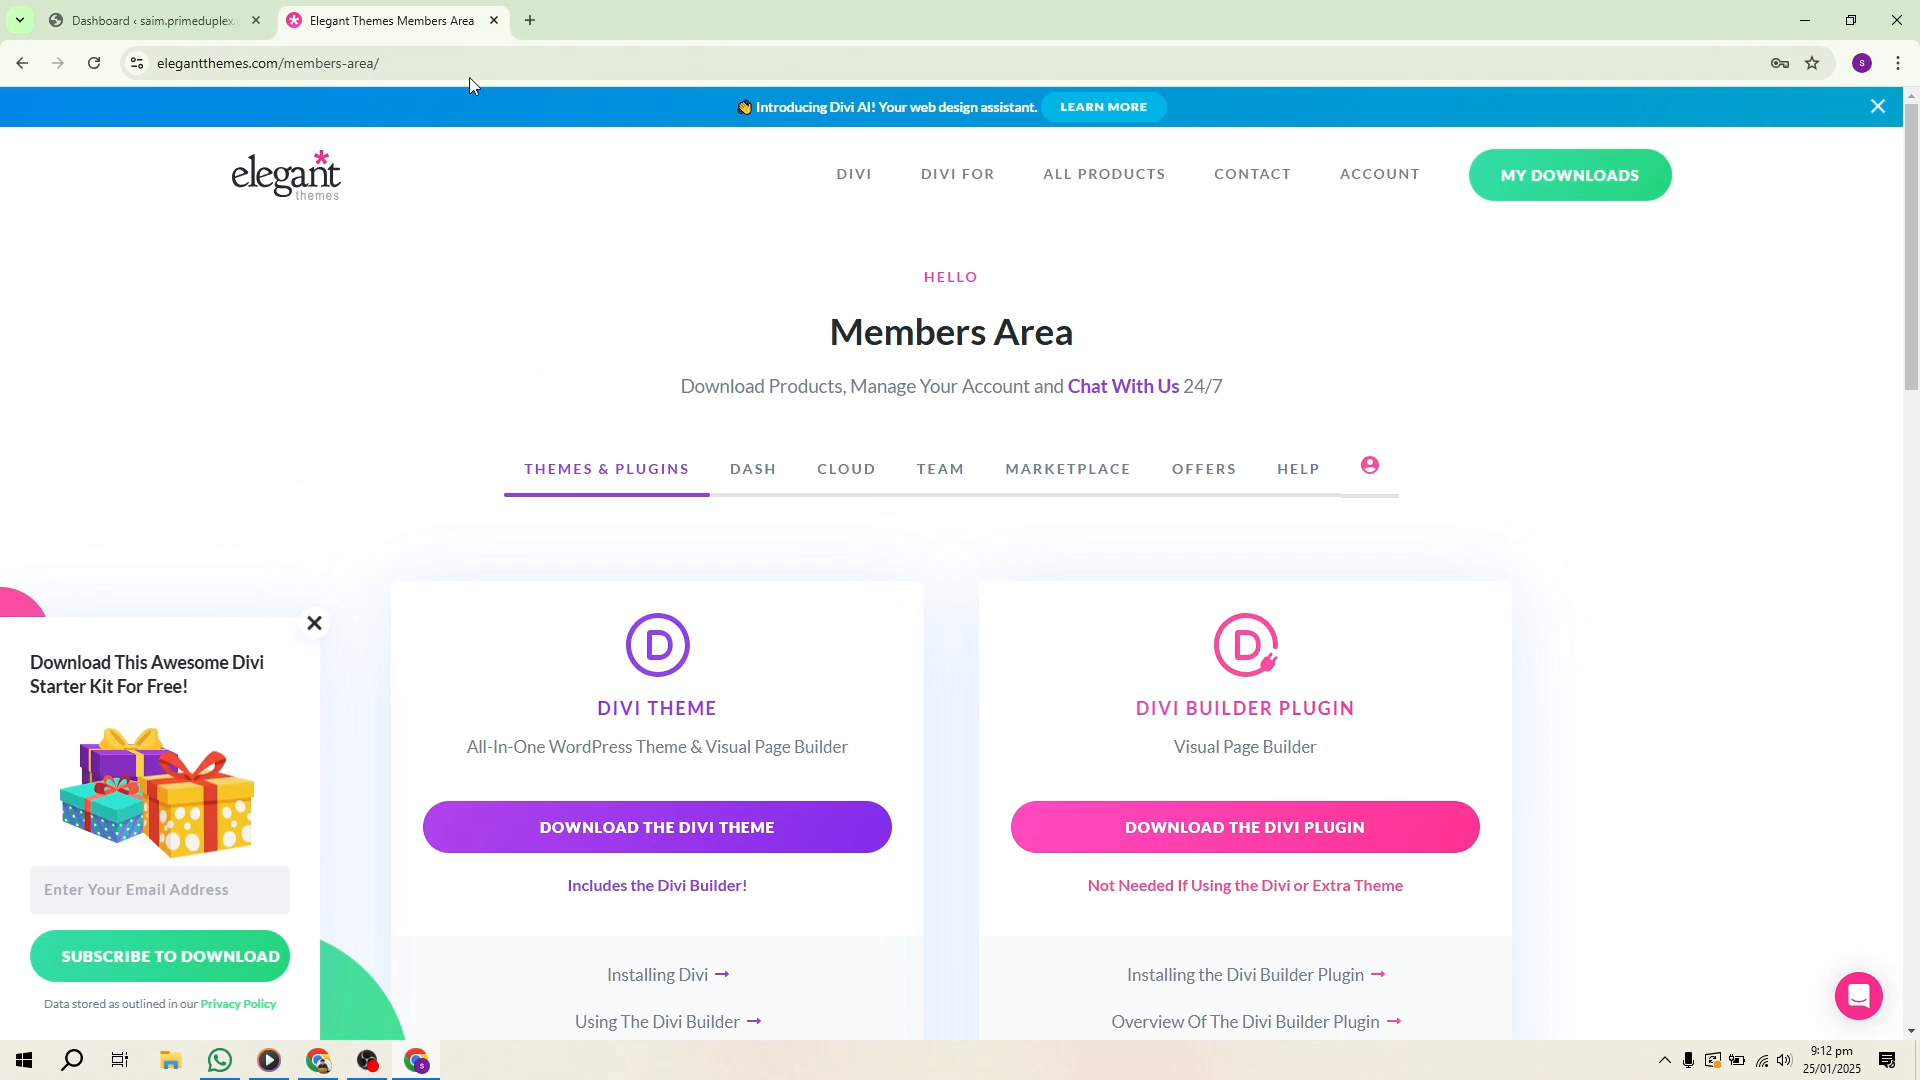 Dashboard ‹ saim.primeduplex.
Elegant Themes Members Area
elegantthemes.com/members-area/
S
Introducing Divi AI! Your web design assistant.
LEARN MORE
elegant
themes
DIVI
DIVI FOR
ALL PRODUCTS
CONTACT
ACCOUNT
MY DOWNLOADS
HELLO
Members Area
Download Products, Manage Your Account and Chat With Us 24/7
THEMES & PLUGINS
DASH
CLOUD
TEAM
MARKETPLACE
OFFERS
HELP
D
DIVI THEME
All-In-One WordPress Theme & Visual Page Builder
DOWNLOAD THE DIVI THEME
Includes the Divi Builder!
Installing Divi →
Using The Divi Builder →
D
DIVI BUILDER PLUGIN
Visual Page Builder
DOWNLOAD THE DIVI PLUGIN
Not Needed If Using the Divi or Extra Theme
Installing the Divi Builder Plugin →
Overview Of The Divi Builder Plugin →
Download This Awesome Divi
Starter Kit For Free!
Enter Your Email Address
SUBSCRIBE TO DOWNLOAD
Data stored as outlined in our Privacy Policy
9:12 pm
25/01/2025